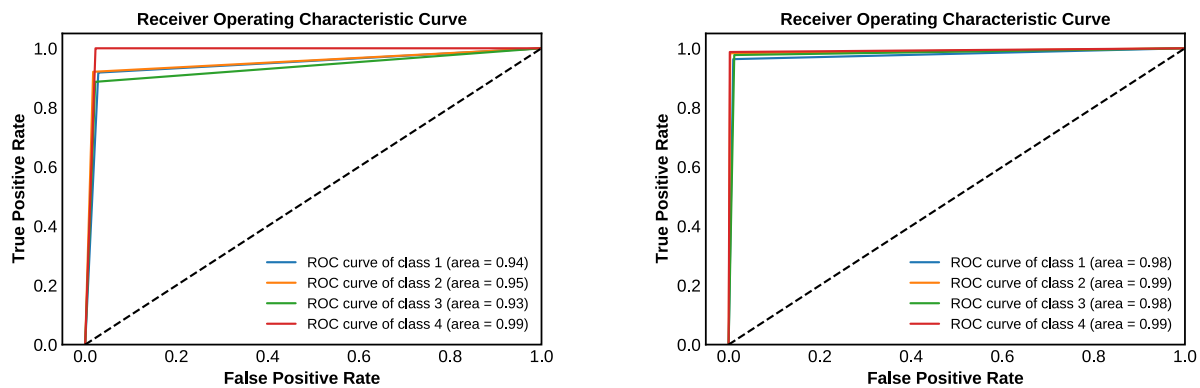 Receiver Operating Characteristic Curve
True Positive Rate
1.0
0.8
0.6
0.4
0.2
0.0
ROC curve of class 1 (area = 0.94)
ROC curve of class 2 (area = 0.95)
ROC curve of class 3 (area = 0.93)
ROC curve of class 4 (area = 0.99)
0.0 0.2 0.4 0.6 0.8 1.0
False Positive Rate
Receiver Operating Characteristic Curve
True Positive Rate
1.0
0.8
0.6
0.4
0.2
0.0
ROC curve of class 1 (area = 0.98)
ROC curve of class 2 (area = 0.99)
ROC curve of class 3 (area = 0.98)
ROC curve of class 4 (area = 0.99)
0.0 0.2 0.4 0.6 0.8 1.0
False Positive Rate